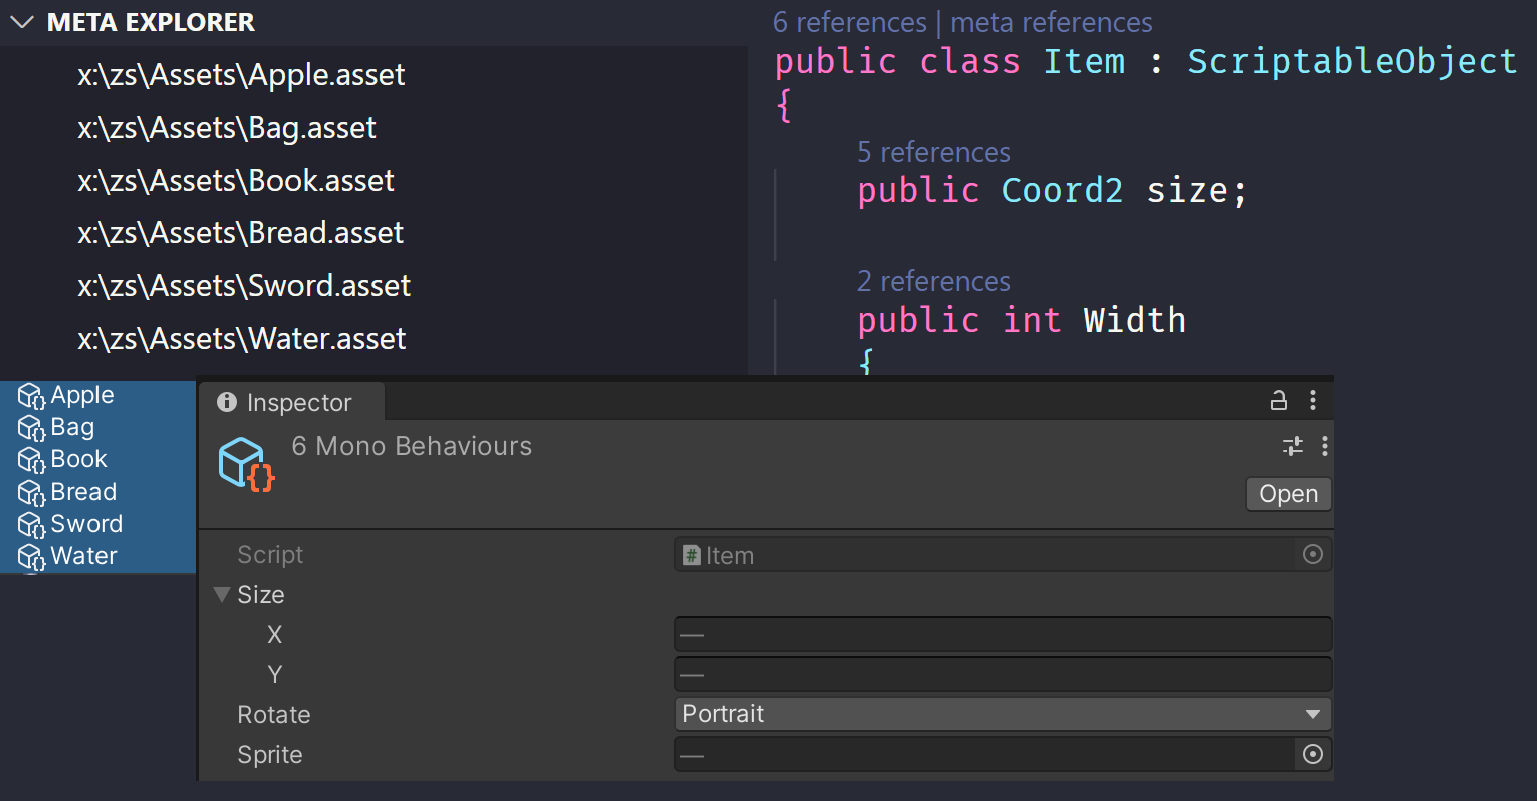 META EXPLORER
x:\zs\Assets\Apple.asset
x:\zs\Assets\Bag.asset
x:\zs\Assets\Book.asset
x:\zs\Assets\Bread.asset
x:\zs\Assets\Sword.asset
x:\zs\Assets\Water.asset
6 references | meta references
public class Item : ScriptableObject
{
5 references
public Coord2 size;
2 references
public int Width
{
Apple
Bag
Book
Bread
Sword
Water
Inspector
6 Mono Behaviours
Open
Script
# Item
Size
X
—
Y
—
Rotate
Portrait
Sprite
—